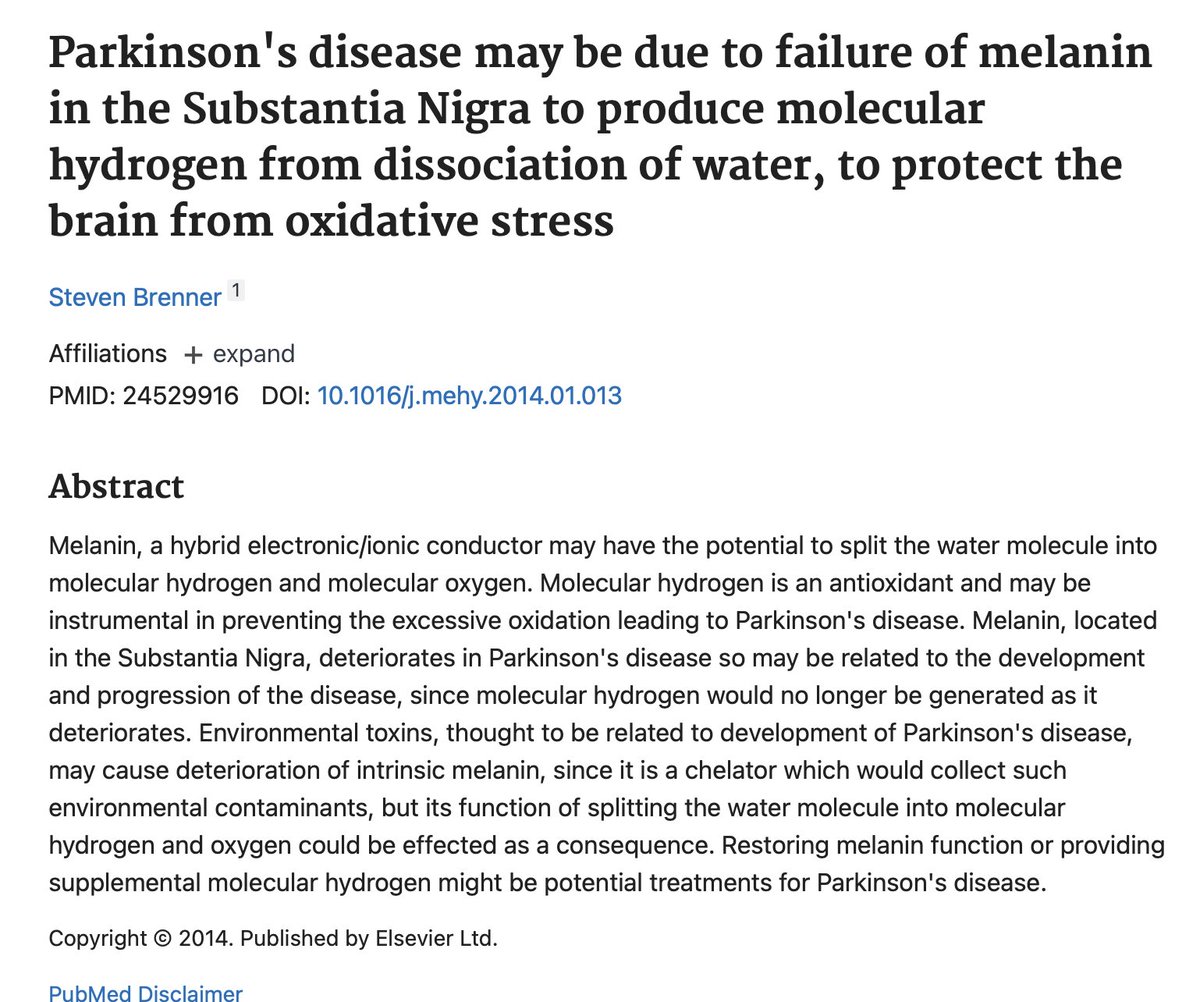 Parkinson's disease may be due to failure of melanin
in the Substantia Nigra to produce molecular
hydrogen from dissociation of water, to protect the
brain from oxidative stress
Steven Brenner 1
Affiliations + expand
PMID: 24529916 DOI: 10.1016/j.mehy.2014.01.013
Abstract
Melanin, a hybrid electronic/ionic conductor may have the potential to split the water molecule into
molecular hydrogen and molecular oxygen. Molecular hydrogen is an antioxidant and may be
instrumental in preventing the excessive oxidation leading to Parkinson's disease. Melanin, located
in the Substantia Nigra, deteriorates in Parkinson's disease so may be related to the development
and progression of the disease, since molecular hydrogen would no longer be generated as it
deteriorates. Environmental toxins, thought to be related to development of Parkinson's disease,
may cause deterioration of intrinsic melanin, since it is a chelator which would collect such
environmental contaminants, but its function of splitting the water molecule into molecular
hydrogen and oxygen could be effected as a consequence. Restoring melanin function or providing
supplemental molecular hydrogen might be potential treatments for Parkinson's disease.
Copyright © 2014. Published by Elsevier Ltd.
PubMed Disclaimer